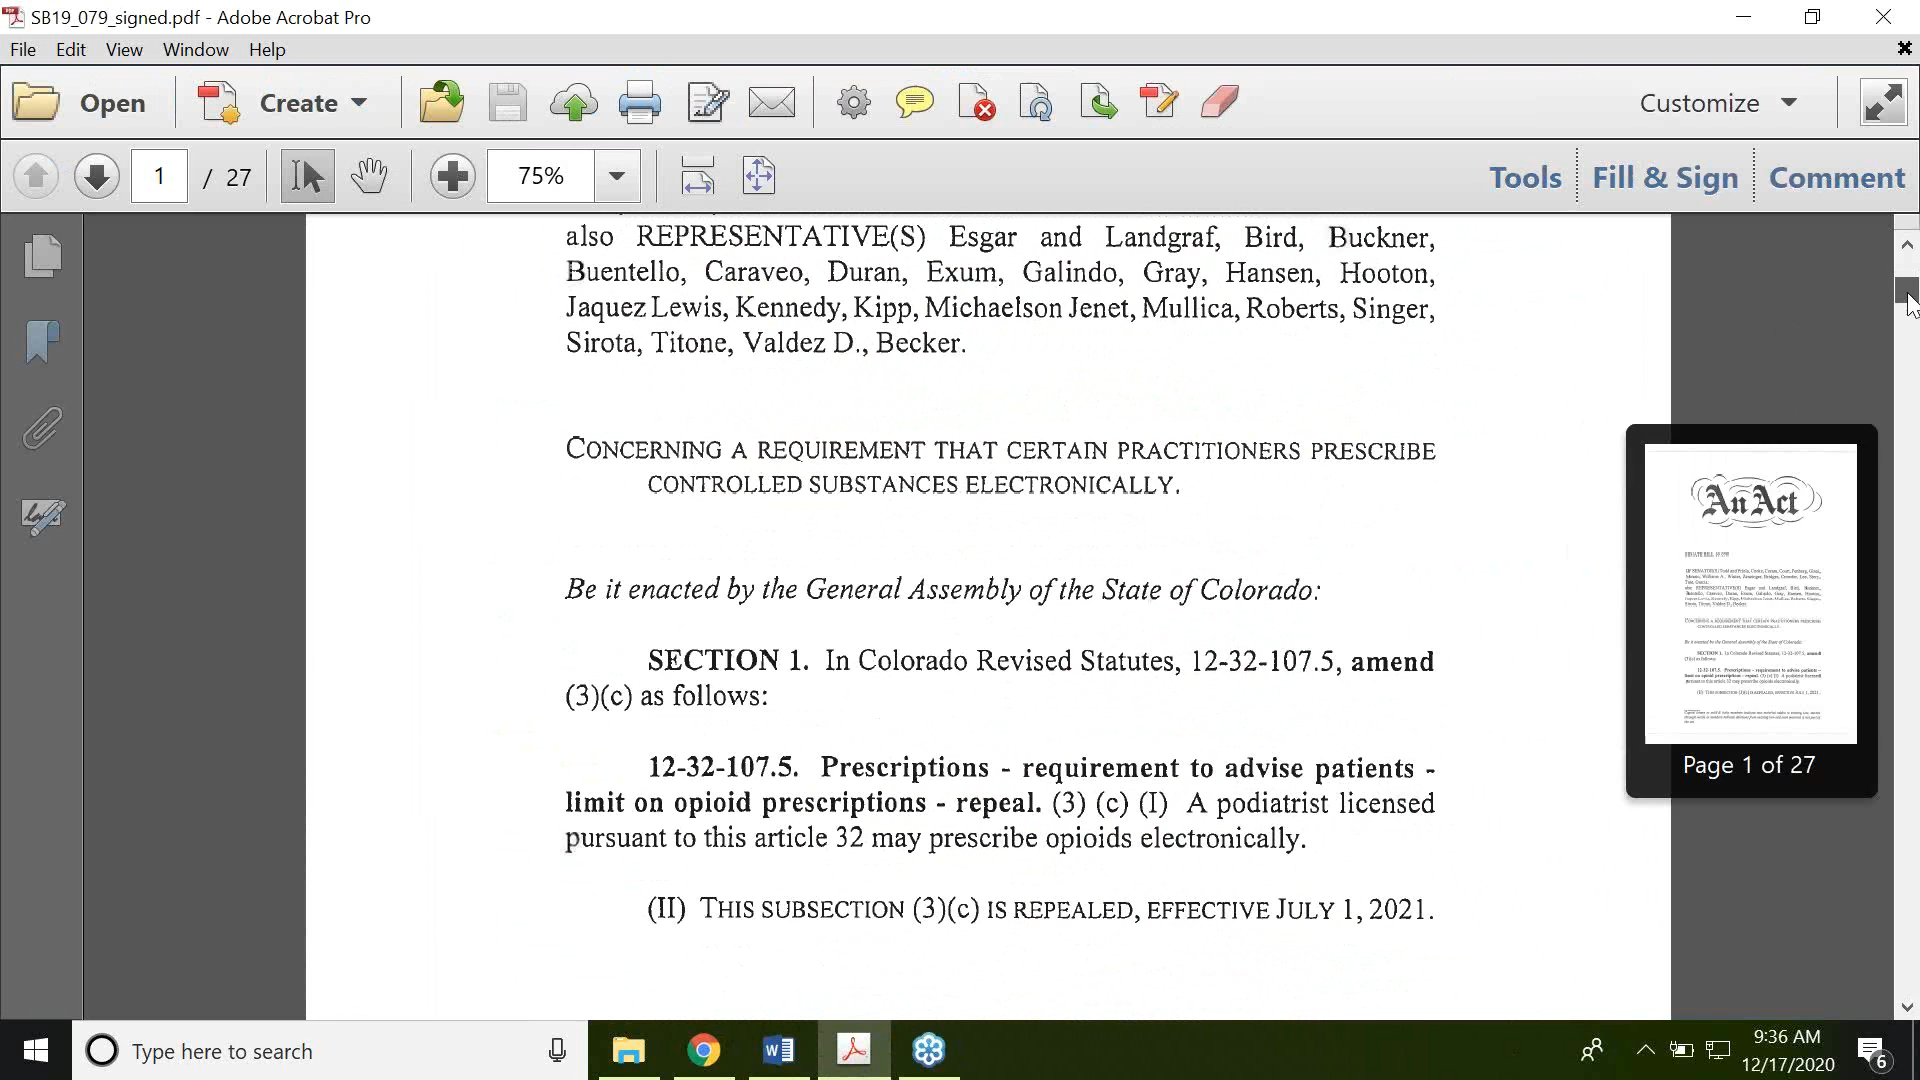 SB19_079_signed.pdf - Adobe Acrobat Pro
File Edit View Window Help
Open Create Customize
1 / 27 75% Tools Fill & Sign Comment
also REPRESENTATIVE(S) Esgar and Landgraf, Bird, Buckner,
Buentello, Caraveo, Duran, Exum, Galindo, Gray, Hansen, Hooton,
Jaquez Lewis, Kennedy, Kipp, Michaelson Jenet, Mullica, Roberts, Singer,
Sirota, Titone, Valdez D., Becker.
CONCERNING A REQUIREMENT THAT CERTAIN PRACTITIONERS PRESCRIBE
CONTROLLED SUBSTANCES ELECTRONICALLY.
Be it enacted by the General Assembly of the State of Colorado:
SECTION 1. In Colorado Revised Statutes, 12-32-107.5, amend
(3)(c) as follows:
12-32-107.5. Prescriptions - requirement to advise patients -
limit on opioid prescriptions - repeal. (3) (c) (I) A podiatrist licensed
pursuant to this article 32 may prescribe opioids electronically.
(II) THIS SUBSECTION (3)(c) IS REPEALED, EFFECTIVE JULY 1, 2021.
An Act
Page 1 of 27
Type here to search
9:36 AM
12/17/2020
6